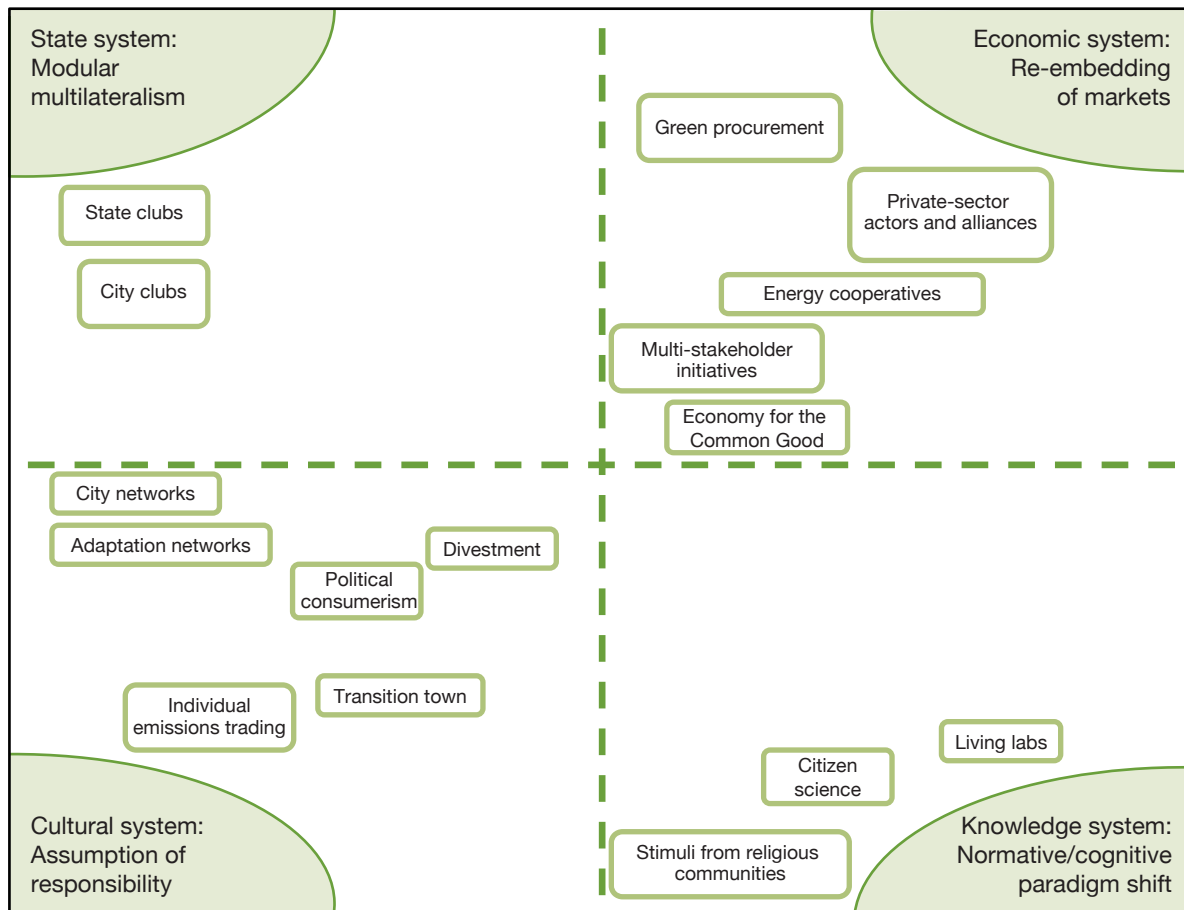 State system:
Modular
multilateralism
State clubs
City clubs
Economic system:
Re-embedding
of markets
Green procurement
Private-sector
actors and alliances
Energy cooperatives
Multi-stakeholder
initiatives
Economy for the
Common Good
City networks
Adaptation networks
Divestment
Political
consumerism
Individual
emissions trading
Transition town
Cultural system:
Assumption of
responsibility
Living labs
Citizen
science
Stimuli from religious
communities
Knowledge system:
Normative/cognitive
paradigm shift